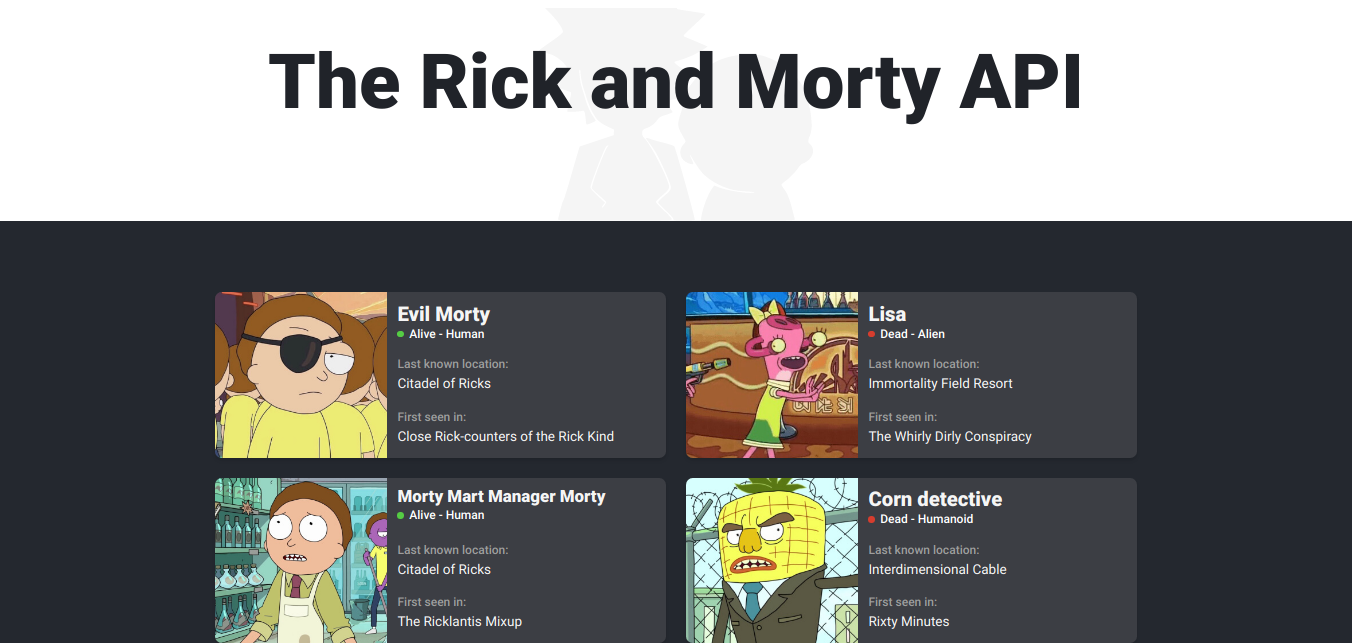 The Rick and Morty API
Evil Morty
Alive - Human
Last known location:
Citadel of Ricks
First seen in:
Close Rick-counters of the Rick Kind
Lisa
Dead - Alien
Last known location:
Immortality Field Resort
First seen in:
The Whirly Dirly Conspiracy
Morty Mart Manager Morty
Alive - Human
Last known location:
Citadel of Ricks
First seen in:
The Ricklantis Mixup
Corn detective
Dead - Humanoid
Last known location:
Interdimensional Cable
First seen in:
Rixty Minutes